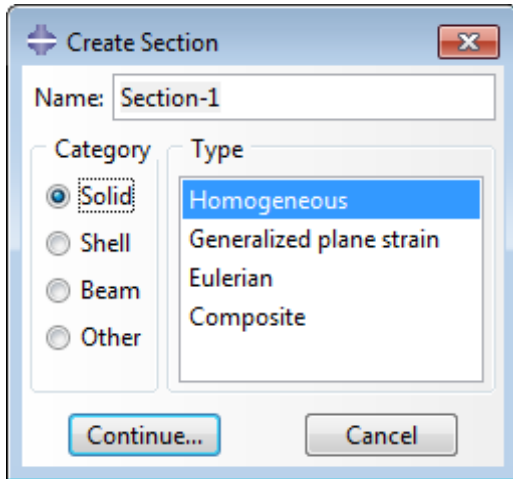 Create Section
Name: Section-1
Category Type
Solid
Shell
Beam
Other
Homogeneous
Generalized plane strain
Eulerian
Composite
Continue... Cancel